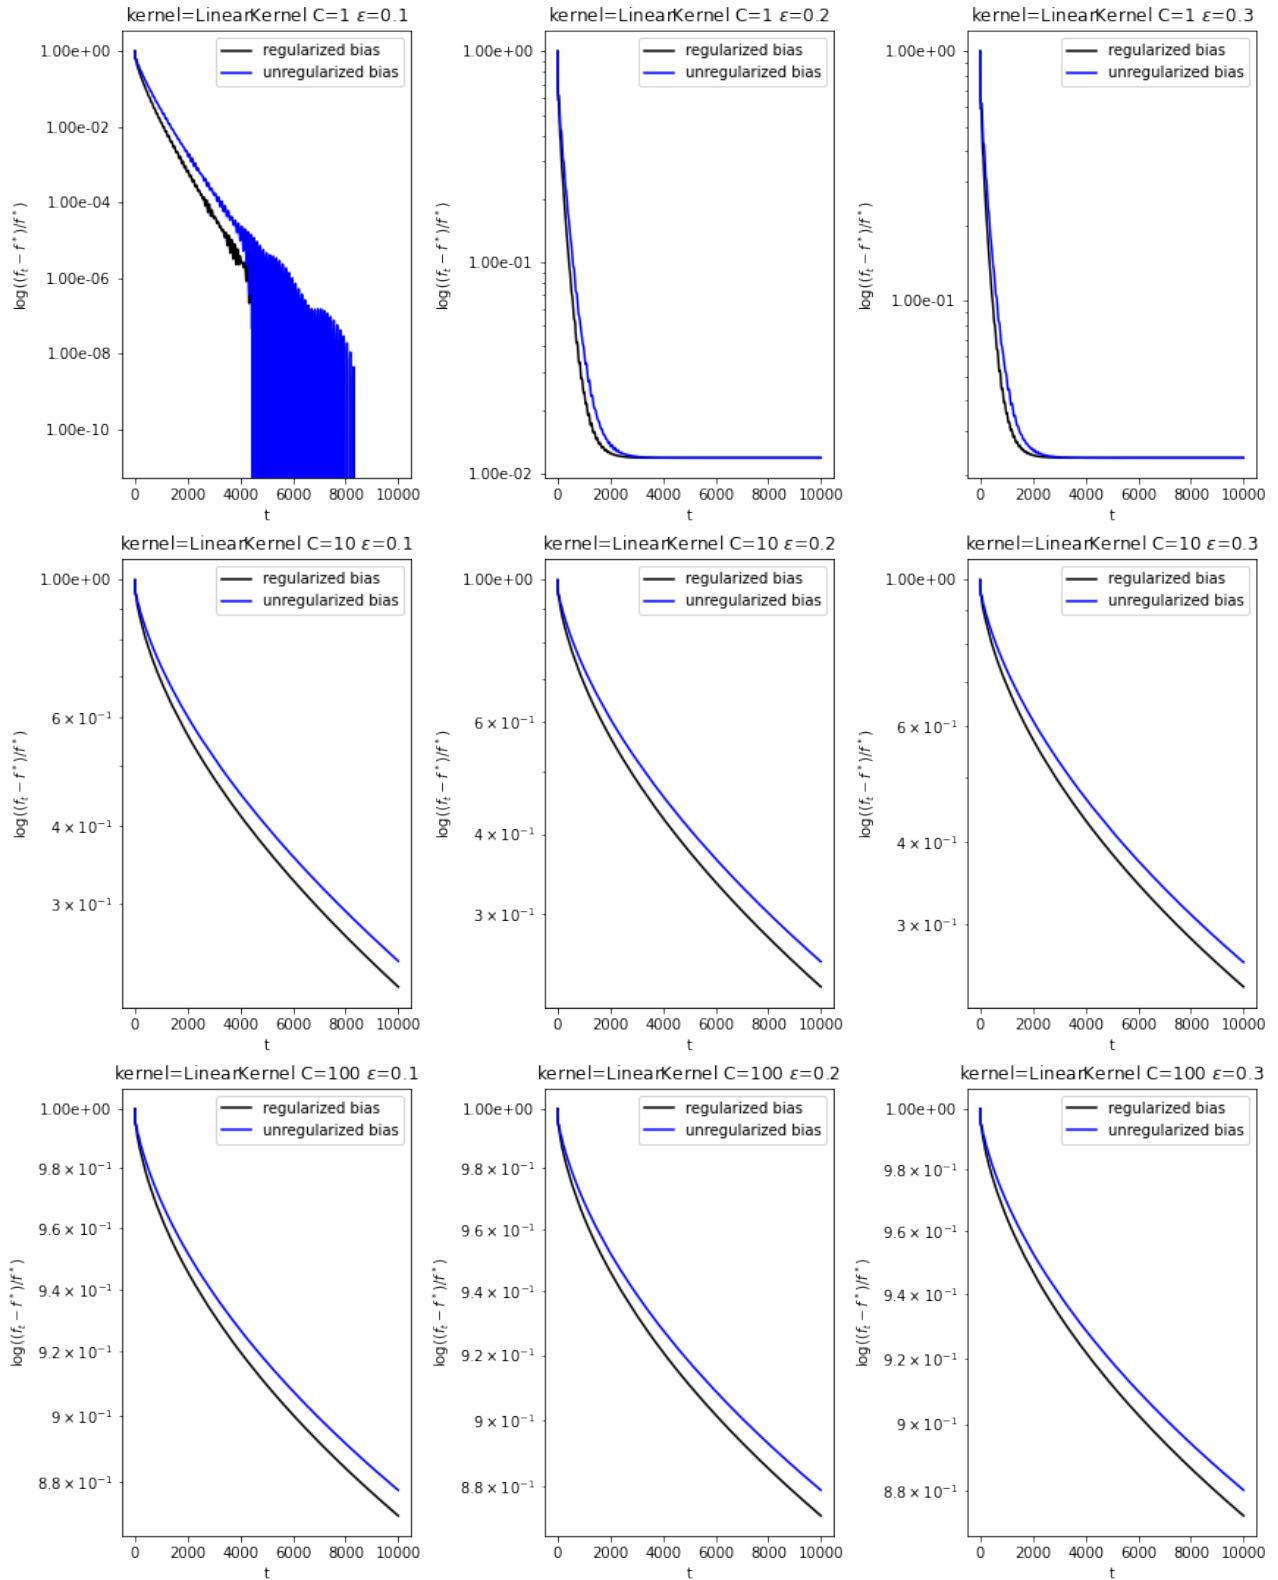 kernel=LinearKernel C=1 ε=0.1
regularized bias
unregularized bias
1.00e+00
1.00e-02
1.00e-04
1.00e-06
1.00e-08
1.00e-10
log((f_t − f*)/f*)
0 2000 4000 6000 8000 10000
t
kernel=LinearKernel C=1 ε=0.2
regularized bias
unregularized bias
1.00e+00
1.00e-01
1.00e-02
log((f_t − f*)/f*)
0 2000 4000 6000 8000 10000
t
kernel=LinearKernel C=1 ε=0.3
regularized bias
unregularized bias
1.00e+00
1.00e-01
log((f_t − f*)/f*)
0 2000 4000 6000 8000 10000
t
kernel=LinearKernel C=10 ε=0.1
regularized bias
unregularized bias
1.00e+00
6 × 10⁻¹
4 × 10⁻¹
3 × 10⁻¹
log((f_t − f*)/f*)
0 2000 4000 6000 8000 10000
t
kernel=LinearKernel C=10 ε=0.2
regularized bias
unregularized bias
1.00e+00
6 × 10⁻¹
4 × 10⁻¹
3 × 10⁻¹
log((f_t − f*)/f*)
0 2000 4000 6000 8000 10000
t
kernel=LinearKernel C=10 ε=0.3
regularized bias
unregularized bias
1.00e+00
6 × 10⁻¹
4 × 10⁻¹
3 × 10⁻¹
log((f_t − f*)/f*)
0 2000 4000 6000 8000 10000
t
kernel=LinearKernel C=100 ε=0.1
regularized bias
unregularized bias
1.00e+00
9.8 × 10⁻¹
9.6 × 10⁻¹
9.4 × 10⁻¹
9.2 × 10⁻¹
9 × 10⁻¹
8.8 × 10⁻¹
log((f_t − f*)/f*)
0 2000 4000 6000 8000 10000
t
kernel=LinearKernel C=100 ε=0.2
regularized bias
unregularized bias
1.00e+00
9.8 × 10⁻¹
9.6 × 10⁻¹
9.4 × 10⁻¹
9.2 × 10⁻¹
9 × 10⁻¹
8.8 × 10⁻¹
log((f_t − f*)/f*)
0 2000 4000 6000 8000 10000
t
kernel=LinearKernel C=100 ε=0.3
regularized bias
unregularized bias
1.00e+00
9.8 × 10⁻¹
9.6 × 10⁻¹
9.4 × 10⁻¹
9.2 × 10⁻¹
9 × 10⁻¹
8.8 × 10⁻¹
log((f_t − f*)/f*)
0 2000 4000 6000 8000 10000
t